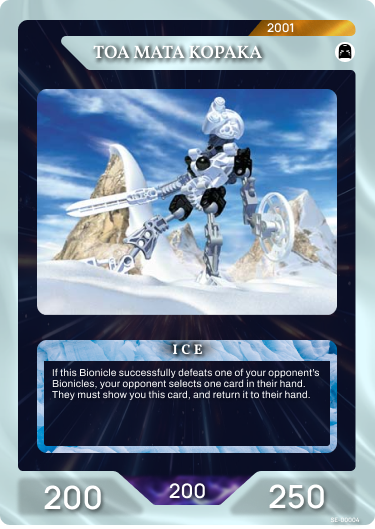 2001
TOA MATA KOPAKA
ICE
If this Bionicle successfully defeats one of your opponent's
Bionicles, your opponent selects one card in their hand.
They must show you this card, and return it to their hand.
200
200
250